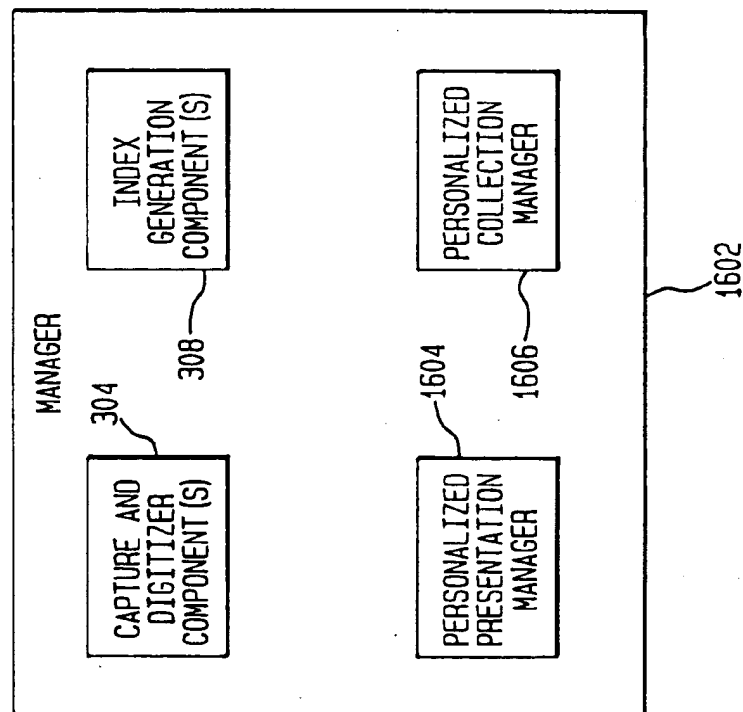 MANAGER
CAPTURE AND
DIGITIZER
COMPONENT(S)
304
INDEX
GENERATION
COMPONENT(S)
308
PERSONALIZED
PRESENTATION
MANAGER
1604
PERSONALIZED
COLLECTION
MANAGER
1606
1602